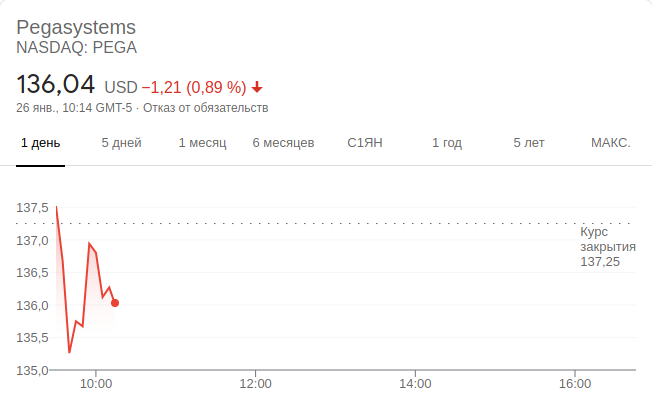 Pegasystems
NASDAQ: PEGA
136,04 USD −1,21 (0,89 %)
26 янв., 10:14 GMT-5 · Отказ от обязательств
1 день 5 дней 1 месяц 6 месяцев С1ЯН 1 год 5 лет МАКС.
137,5
137,0
136,5
136,0
135,5
135,0
Курс
закрытия
137,25
10:00 12:00 14:00 16:00